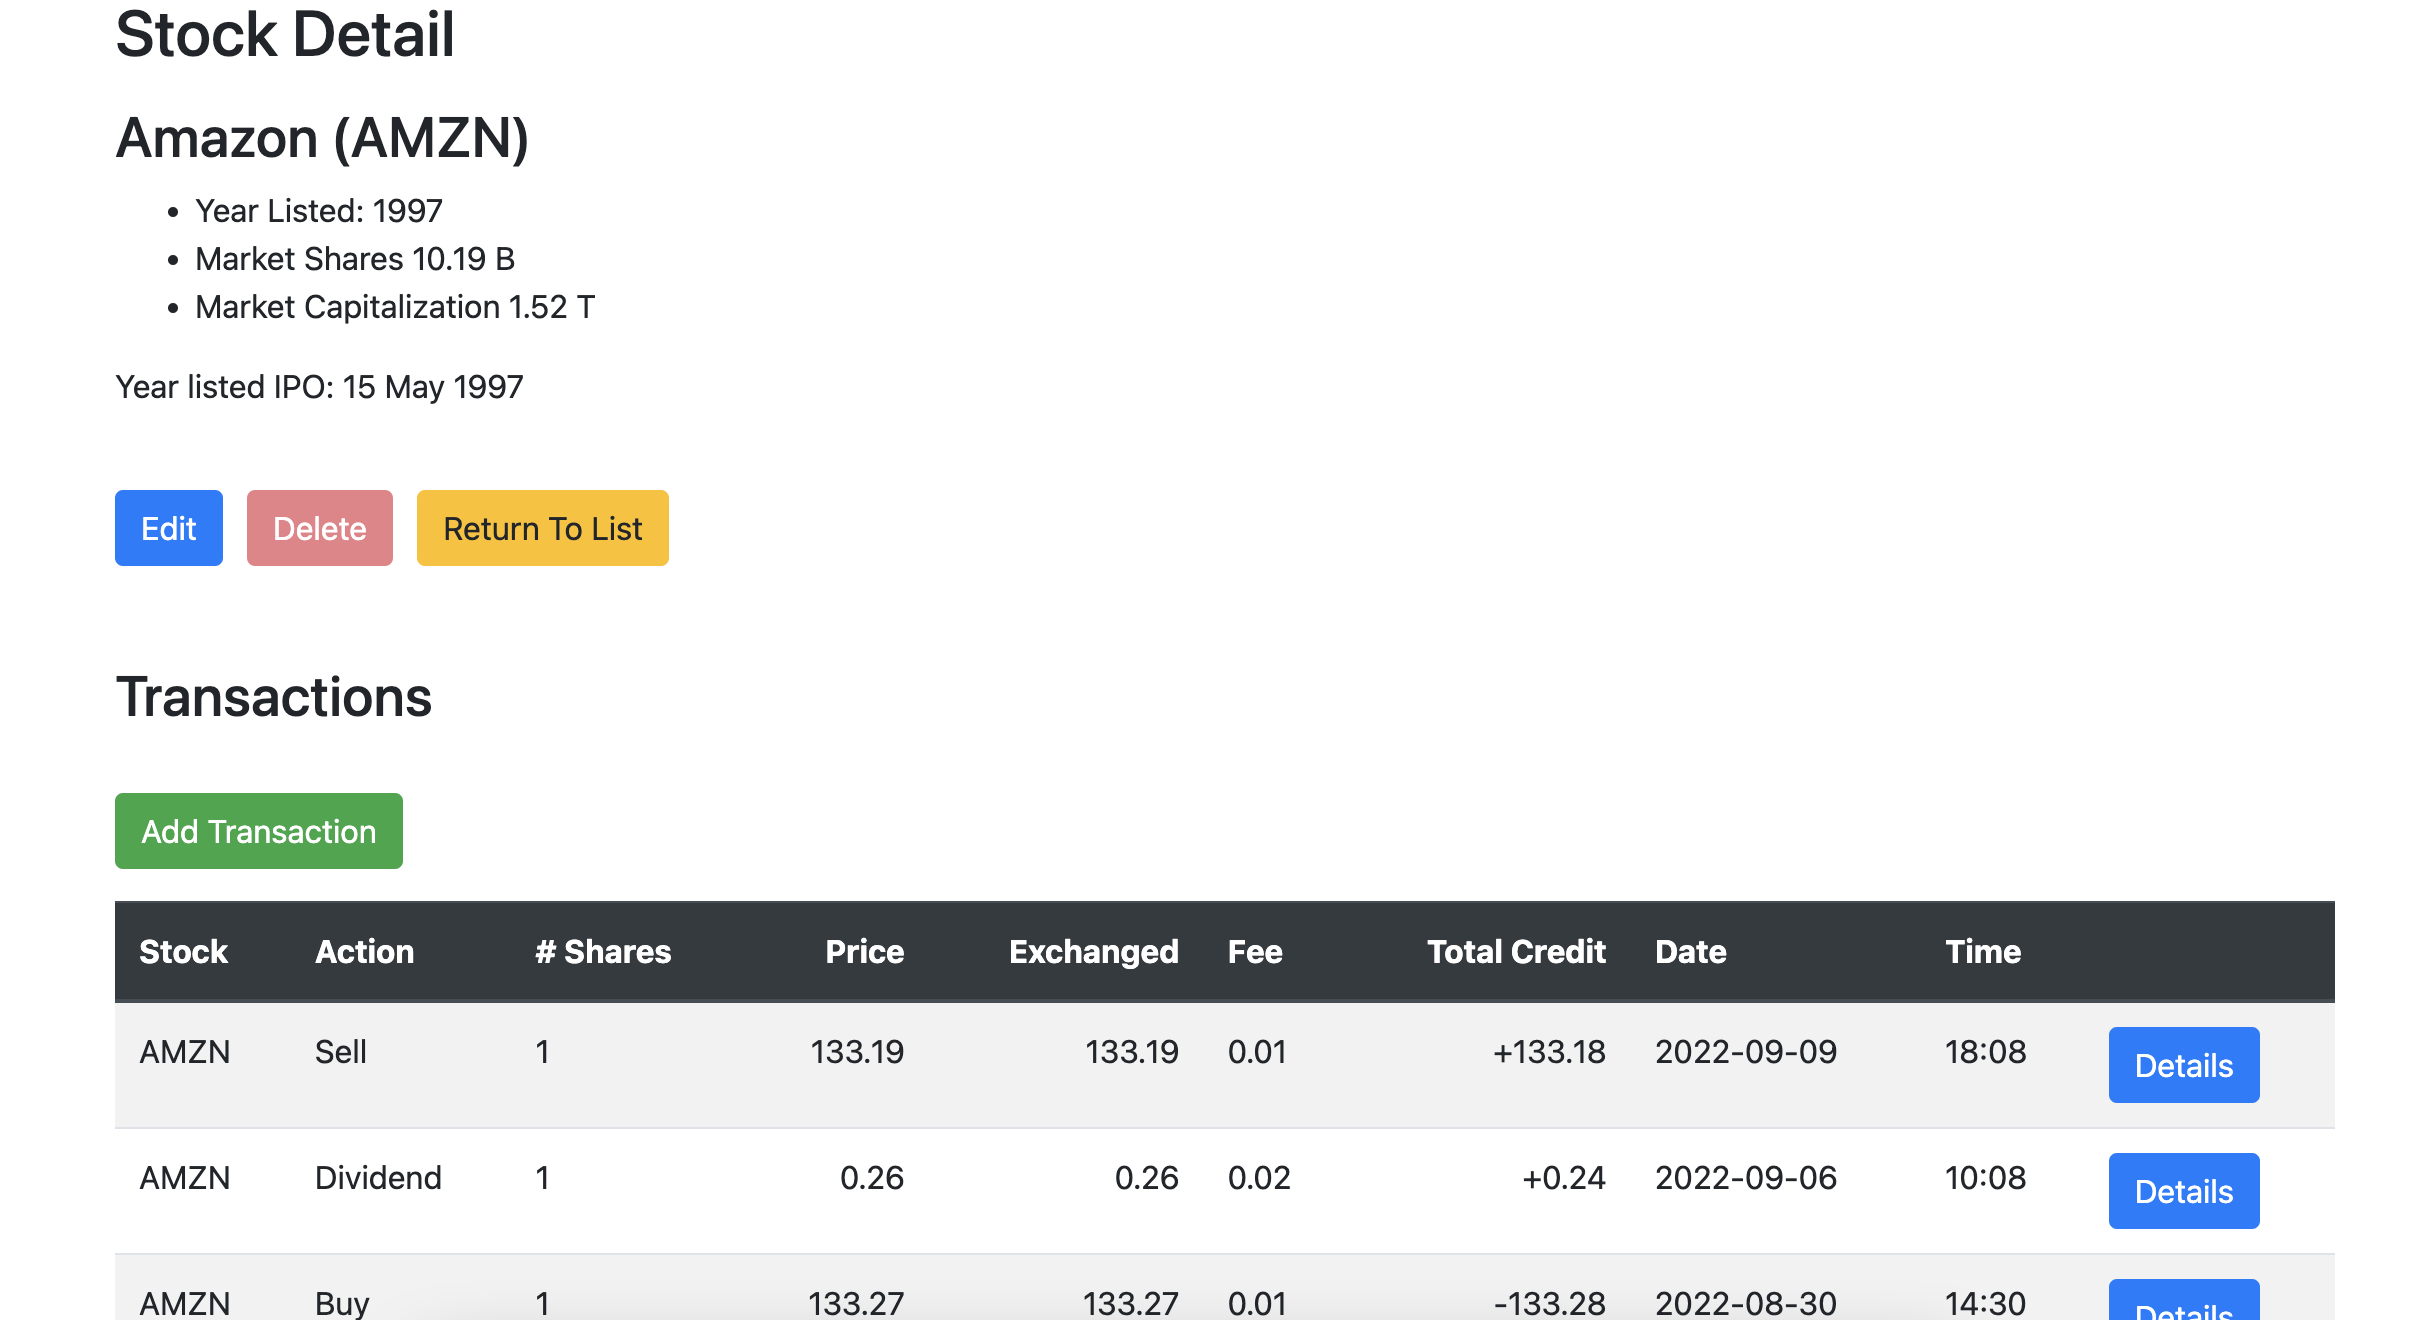 Stock Detail
Amazon (AMZN)
• Year Listed: 1997
• Market Shares 10.19 B
• Market Capitalization 1.52 T
Year listed IPO: 15 May 1997
Edit Delete Return To List
Transactions
Add Transaction
Stock Action # Shares Price Exchanged Fee Total Credit Date Time
AMZN Sell 1 133.19 133.19 0.01 +133.18 2022-09-09 18:08 Details
AMZN Dividend 1 0.26 0.26 0.02 +0.24 2022-09-06 10:08 Details
AMZN Buy 1 133.27 133.27 0.01 -133.28 2022-08-30 14:30 Details